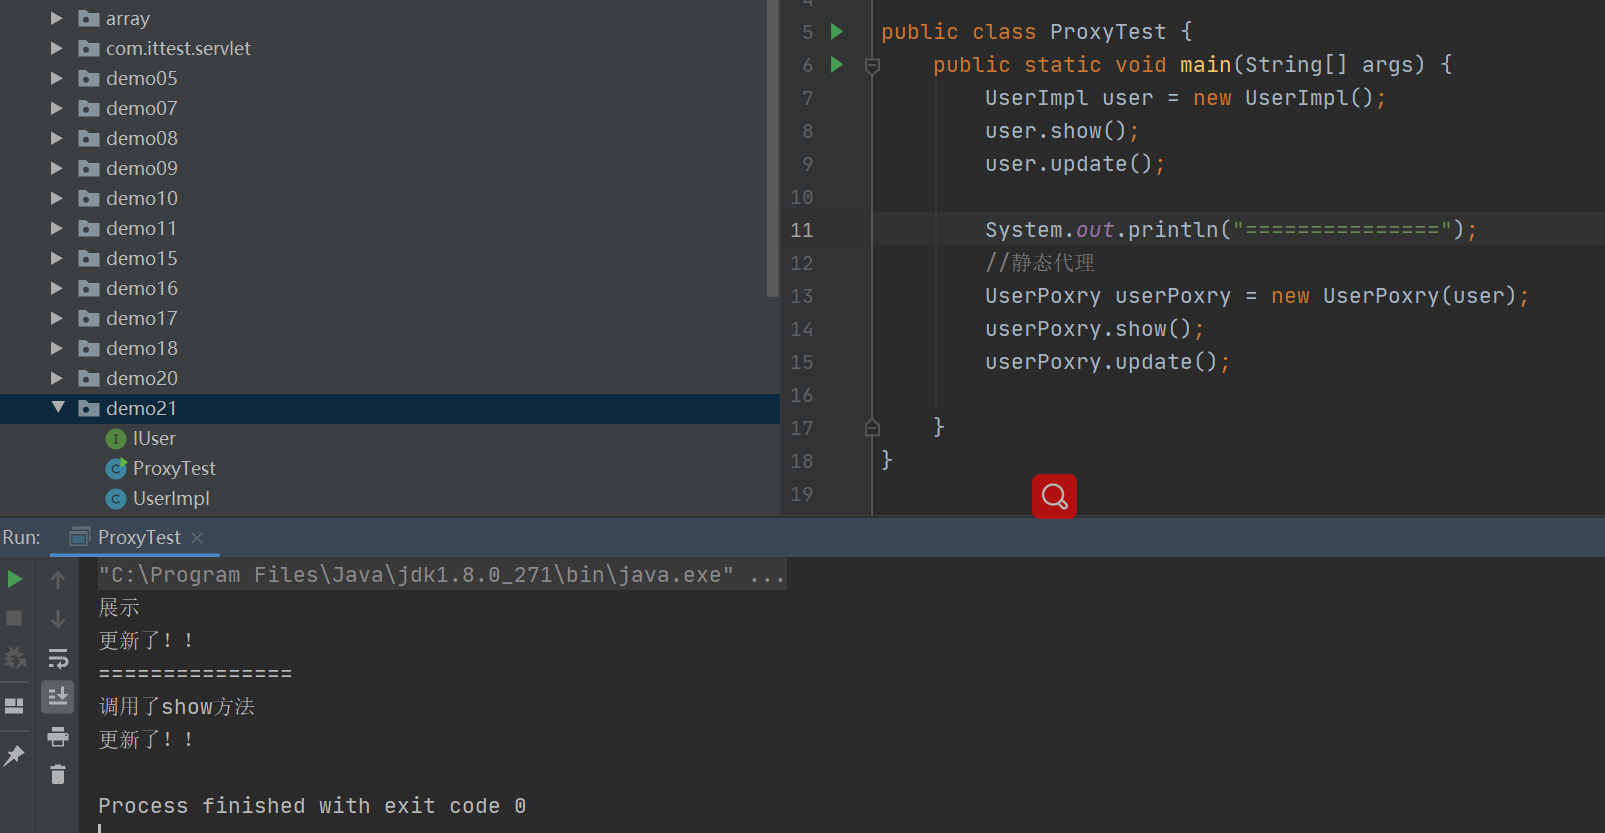 array
com.ittest.servlet
demo05
demo07
demo08
demo09
demo10
demo11
demo15
demo16
demo17
demo18
demo20
demo21
IUser
ProxyTest
UserImpl
4
5 public class ProxyTest {
6 public static void main(String[] args) {
7 UserImpl user = new UserImpl();
8 user.show();
9 user.update();
10
11 System.out.println("===============");
12 //静态代理
13 UserPoxry userPoxry = new UserPoxry(user);
14 userPoxry.show();
15 userPoxry.update();
16
17 }
18 }
19
Run: ProxyTest
"C:\Program Files\Java\jdk1.8.0_271\bin\java.exe" ...
展示
更新了！！
===============
调用了show方法
更新了！！
Process finished with exit code 0